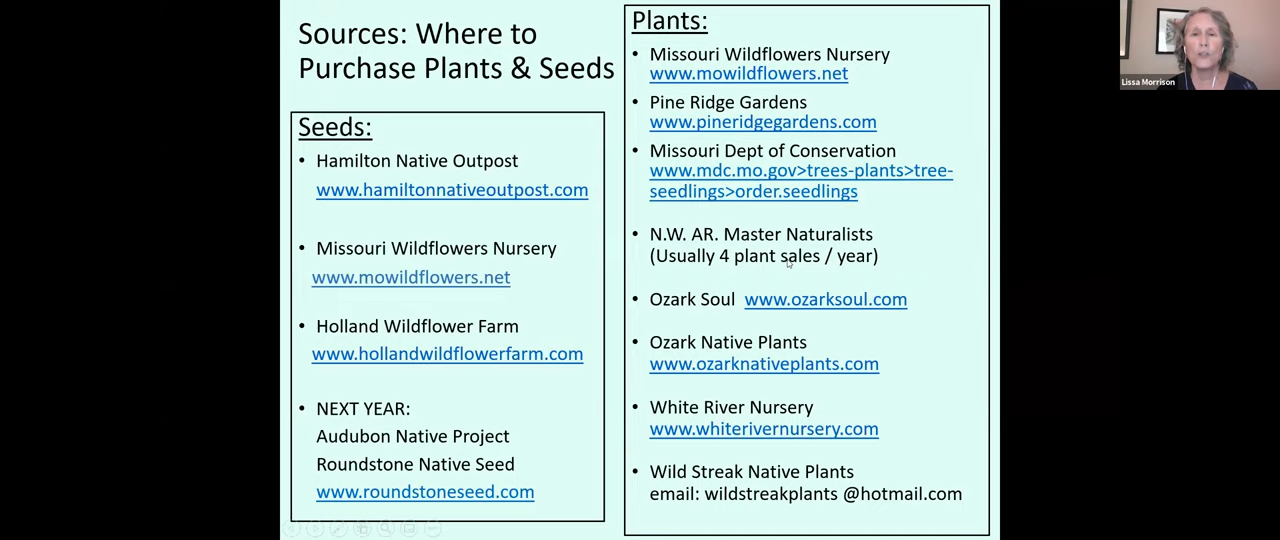 Sources: Where to
Purchase Plants & Seeds
Seeds:
• Hamilton Native Outpost
www.hamiltonnativeoutpost.com
• Missouri Wildflowers Nursery
www.mowildflowers.net
• Holland Wildflower Farm
www.hollandwildflowerfarm.com
• NEXT YEAR:
Audubon Native Project
Roundstone Native Seed
www.roundstoneseed.com
Plants:
• Missouri Wildflowers Nursery
www.mowildflowers.net
• Pine Ridge Gardens
www.pineridgegardens.com
• Missouri Dept of Conservation
www.mdc.mo.gov>trees-plants>tree-
seedlings>order.seedlings
• N.W. AR. Master Naturalists
(Usually 4 plant sales / year)
• Ozark Soul www.ozarksoul.com
• Ozark Native Plants
www.ozarknativeplants.com
• White River Nursery
www.whiterivernursery.com
• Wild Streak Native Plants
email: wildstreakplants @hotmail.com
Lissa Morrison